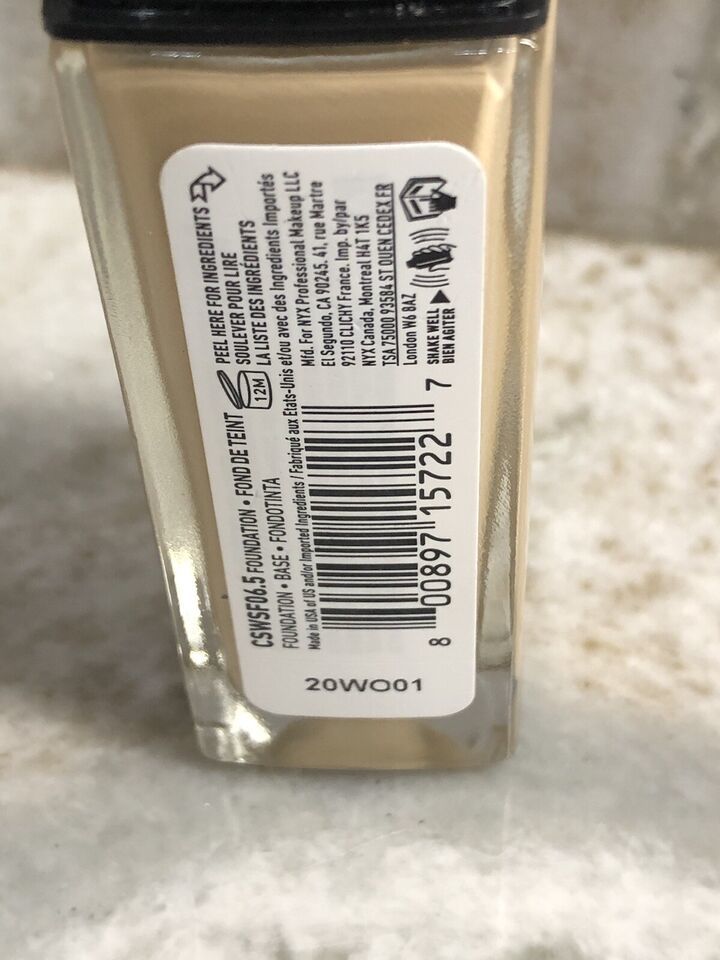 PEEL HERE FOR INGREDIENTS
SOULEVER POUR LIRE
LA LISTE DES INGRÉDIENTS
12M
CSWSF06.5 FOUNDATION • FOND DE TEINT
FOUNDATION • BASE • FONDOTINTA
Made in USA of US and/or Imported Ingredients / Fabriqué aux Etats-Unis et/ou avec des Ingredients Importés
Mfd. For NYX Professional Makeup LLC
El Segundo, CA 90245. 41, rue Martre
92110 CLICHY France. Imp. by/par
NYX Canada, Montreal H4T 1K5
TSA 75000 93584 ST OUEN CEDEX FR
London W6 8AZ
SHAKE WELL
BIEN AGITER
8 00897 15722 7
20WO01